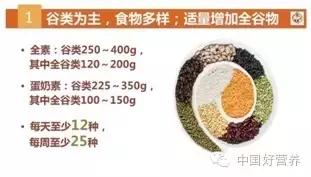 1 谷类为主，食物多样；适量增加全谷物
• 全素：谷类250～400g，
其中全谷类120～200g
• 蛋奶素：谷类225～350g，
其中全谷类100～150g
• 每天至少12种，
每周至少25种
中国好营养